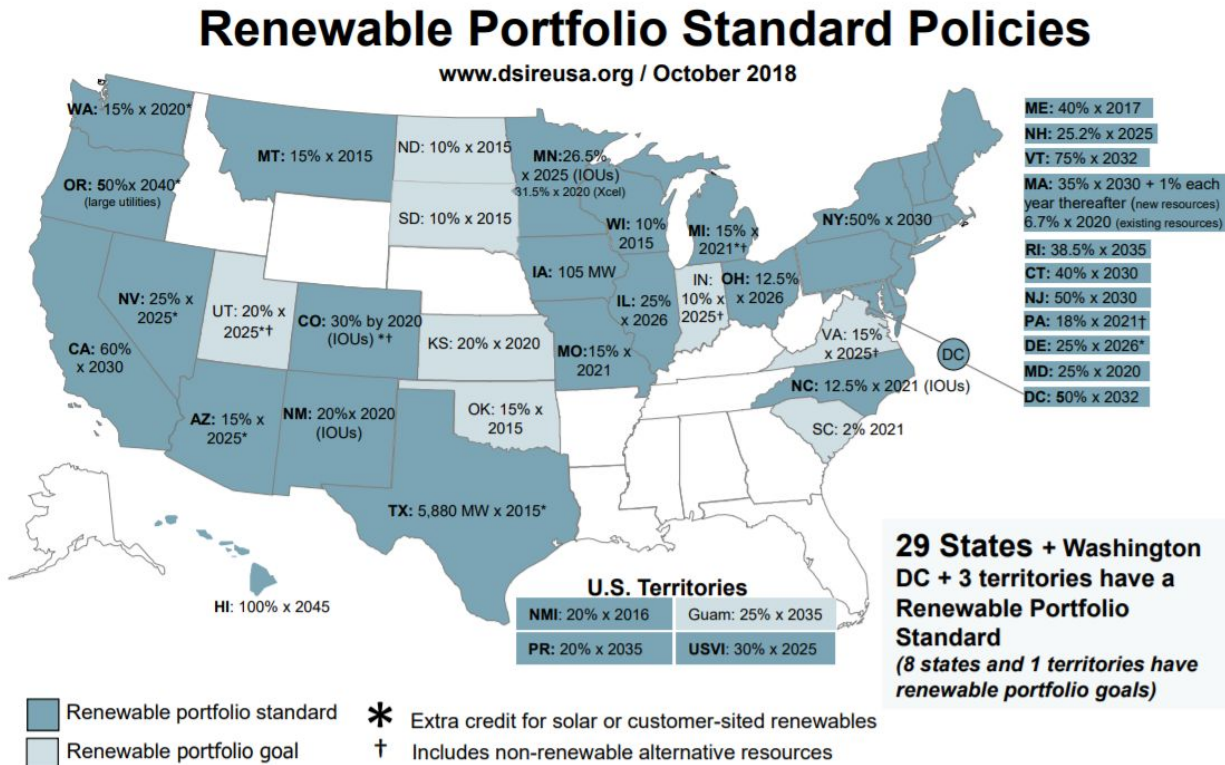 Renewable Portfolio Standard Policies
www.dsireusa.org / October 2018
WA: 15% x 2020*
OR: 50%x 2040*
(large utilities)
CA: 60%
x 2030
MT: 15% x 2015
NV: 25% x
2025*
UT: 20% x
2025*†
AZ: 15% x
2025*
CO: 30% by 2020
(IOUs) *†
NM: 20%x 2020
(IOUs)
ND: 10% x 2015
SD: 10% x 2015
KS: 20% x 2020
OK: 15% x
2015
TX: 5,880 MW x 2015*
MN:26.5%
x 2025 (IOUs)
31.5% x 2020 (Xcel)
IA: 105 MW
MO:15% x
2021
WI: 10%
2015
IL: 25%
x 2026
MI: 15% x
2021*†
IN:
10% x
2025†
OH: 12.5%
x 2026
NY:50% x 2030
VA: 15%
x 2025†
NC: 12.5% x 2021 (IOUs)
SC: 2% 2021
DC
HI: 100% x 2045
ME: 40% x 2017
NH: 25.2% x 2025
VT: 75% x 2032
MA: 35% x 2030 + 1% each
year thereafter (new resources)
6.7% x 2020 (existing resources)
RI: 38.5% x 2035
CT: 40% x 2030
NJ: 50% x 2030
PA: 18% x 2021†
DE: 25% x 2026*
MD: 25% x 2020
DC: 50% x 2032
U.S. Territories
NMI: 20% x 2016
Guam: 25% x 2035
PR: 20% x 2035
USVI: 30% x 2025
29 States + Washington
DC + 3 territories have a
Renewable Portfolio
Standard
(8 states and 1 territories have
renewable portfolio goals)
Renewable portfolio standard
Renewable portfolio goal
* Extra credit for solar or customer-sited renewables
† Includes non-renewable alternative resources